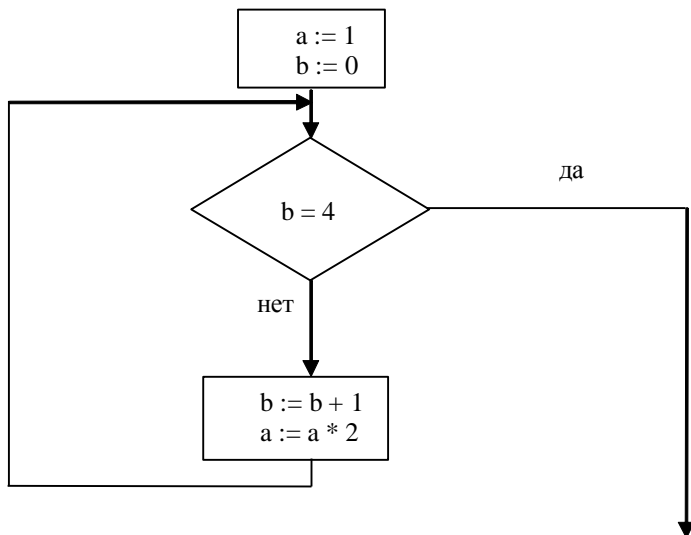 a := 1
b := 0
b = 4
да
нет
b := b + 1
a := a * 2